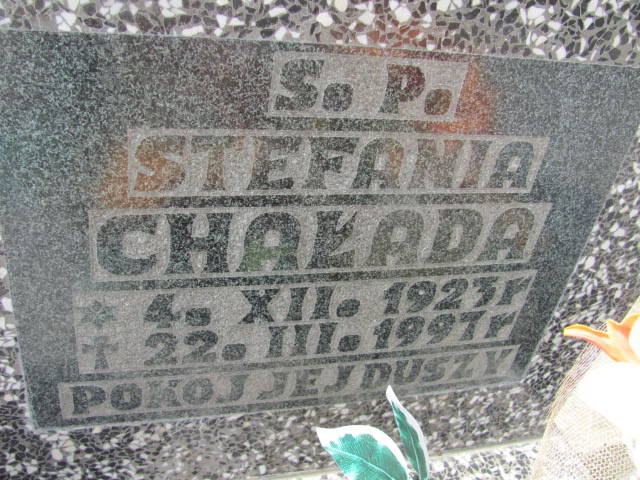 Ś. P.
STEFANIA
CHAŁADA
* 4. XII. 1923r
† 22. III. 1997r
POKÓJ JEJ DUSZY